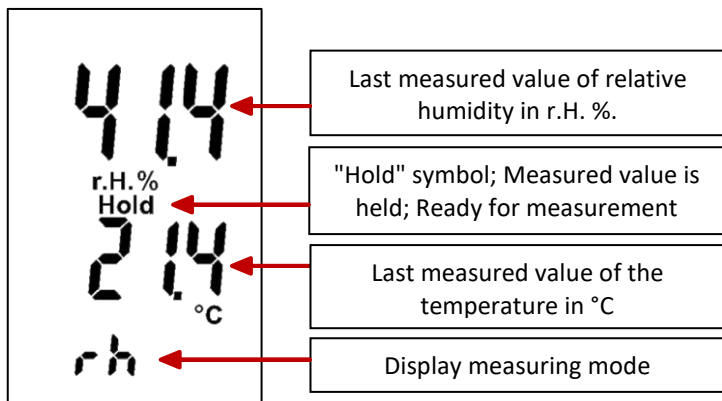 41.4
Last measured value of relative
humidity in r.H. %.
r.H.%
Hold
"Hold" symbol; Measured value is
held; Ready for measurement
21.4
°C
Last measured value of the
temperature in °C
rh
Display measuring mode